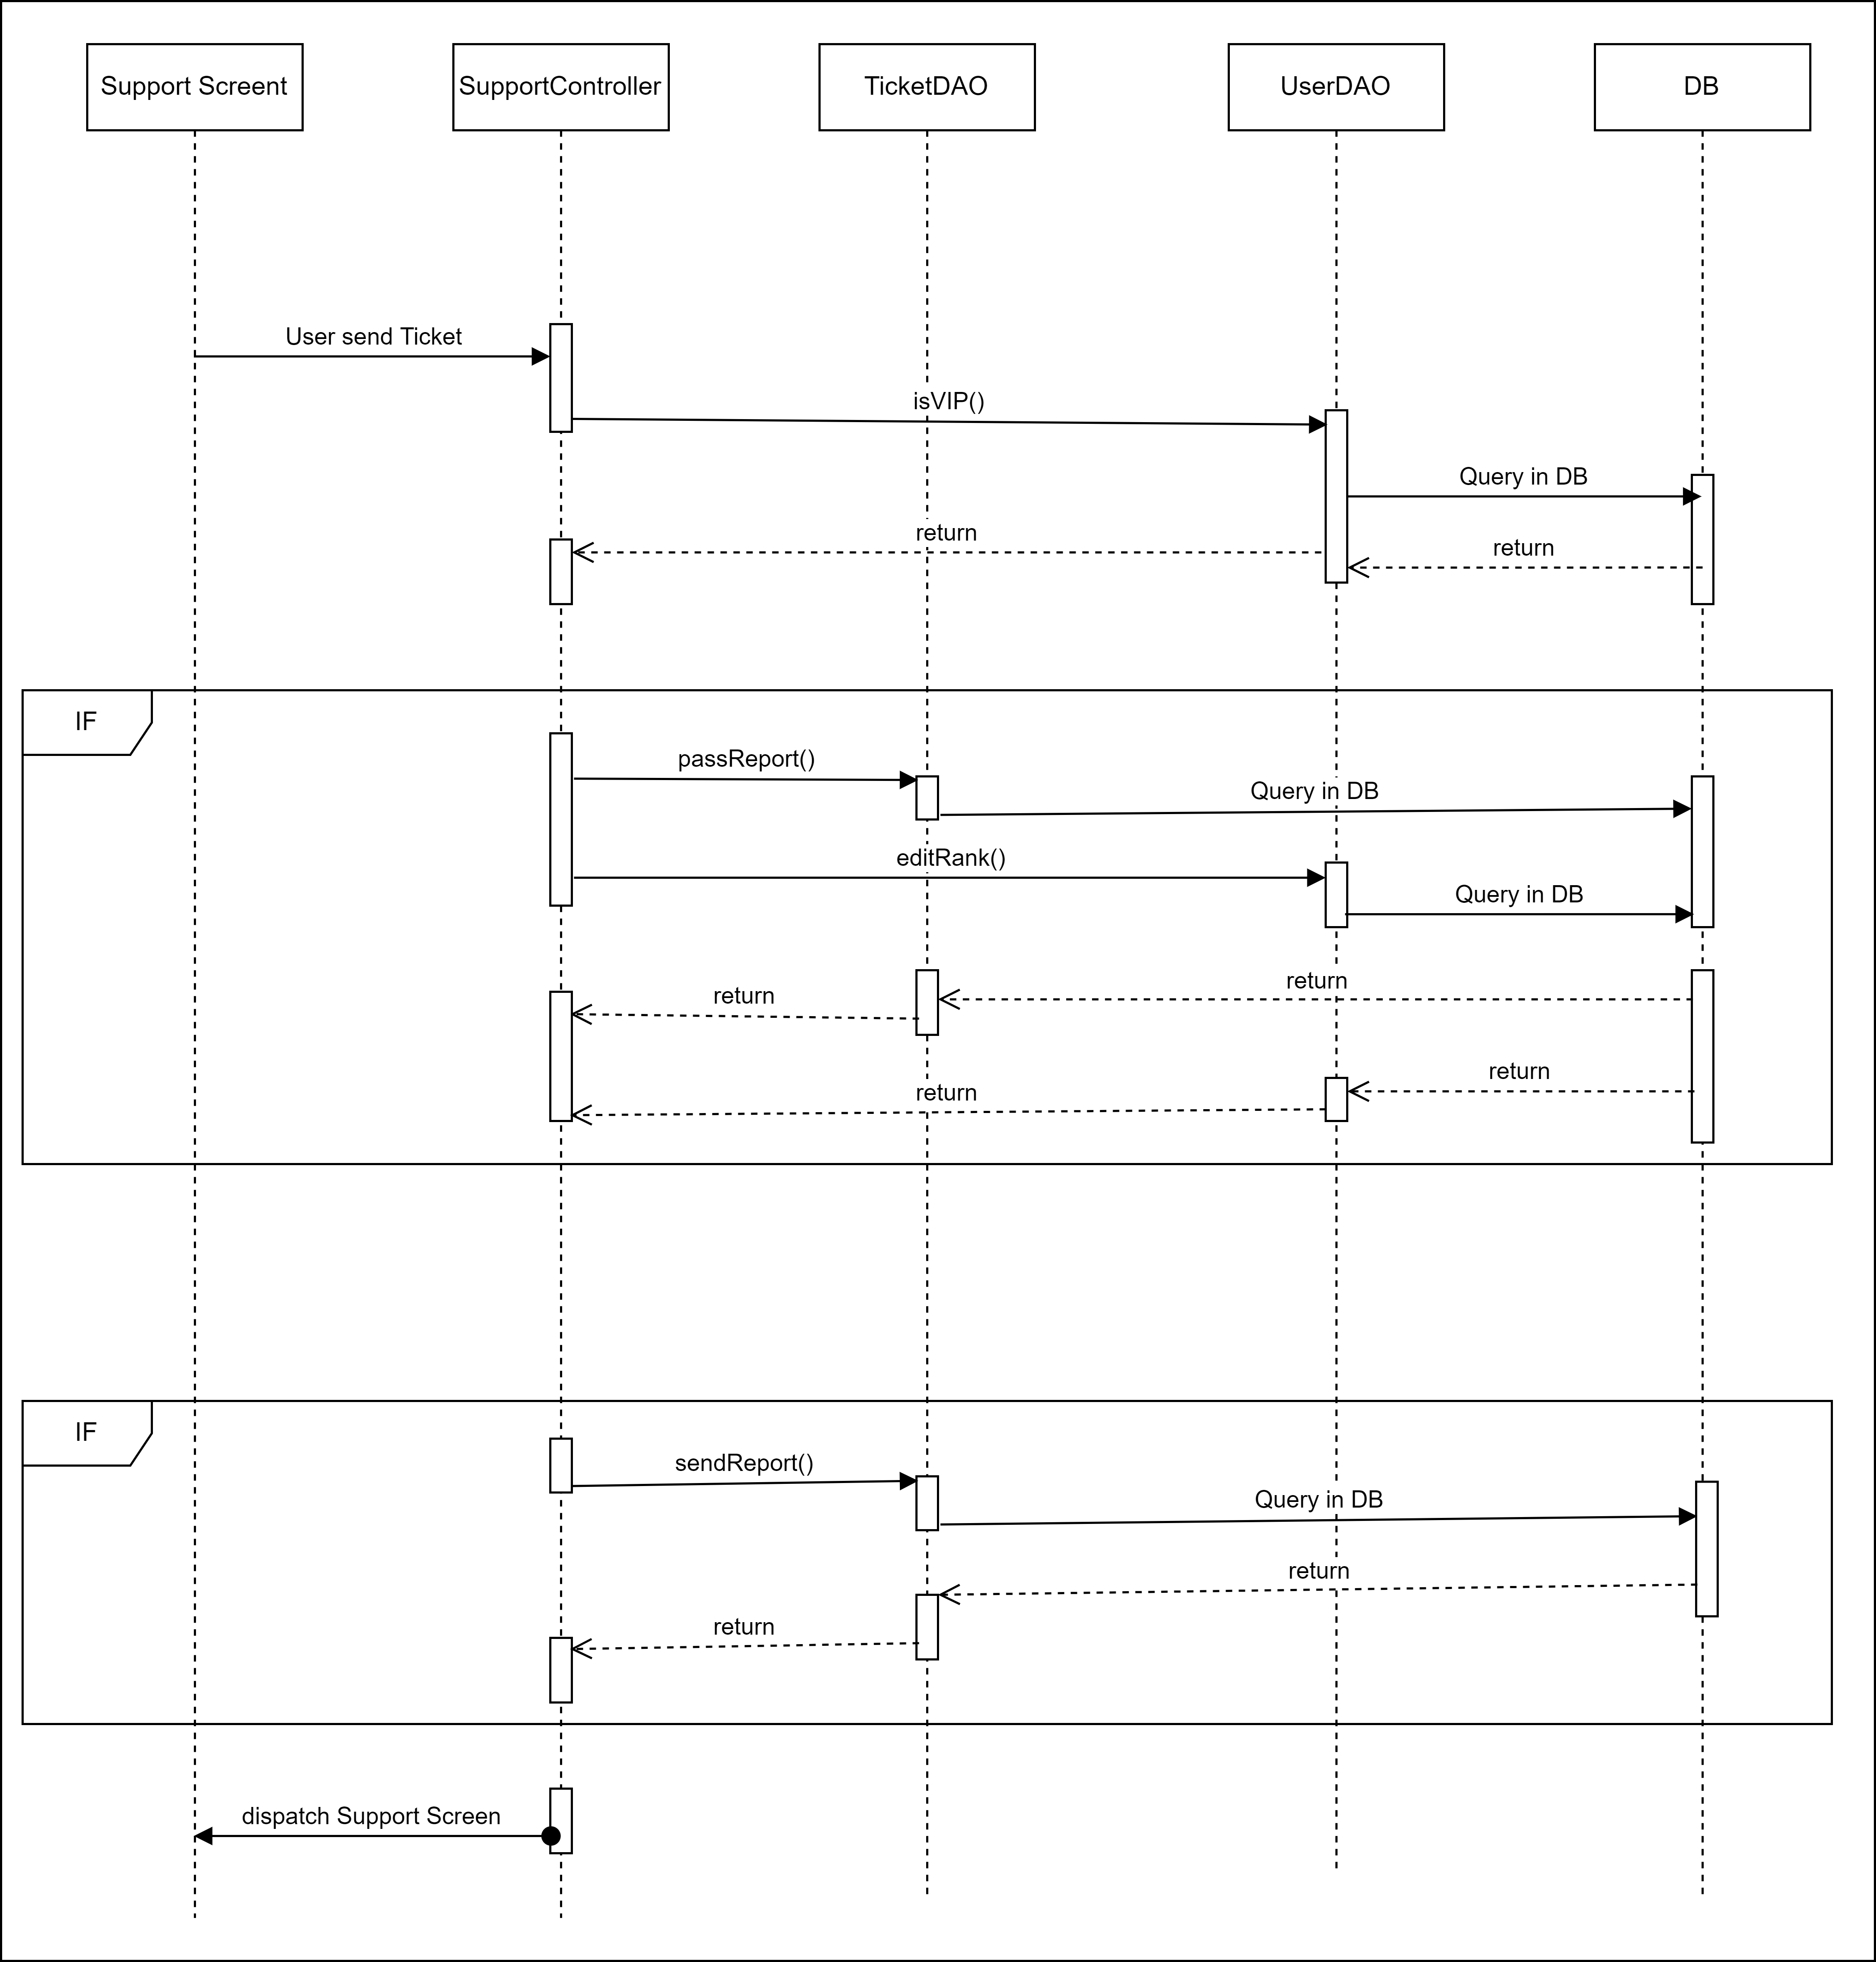 Support Screent
SupportController
TicketDAO
UserDAO
DB
User send Ticket
isVIP()
Query in DB
return
return
IF
passReport()
Query in DB
editRank()
Query in DB
return
return
return
return
IF
sendReport()
Query in DB
return
return
dispatch Support Screen